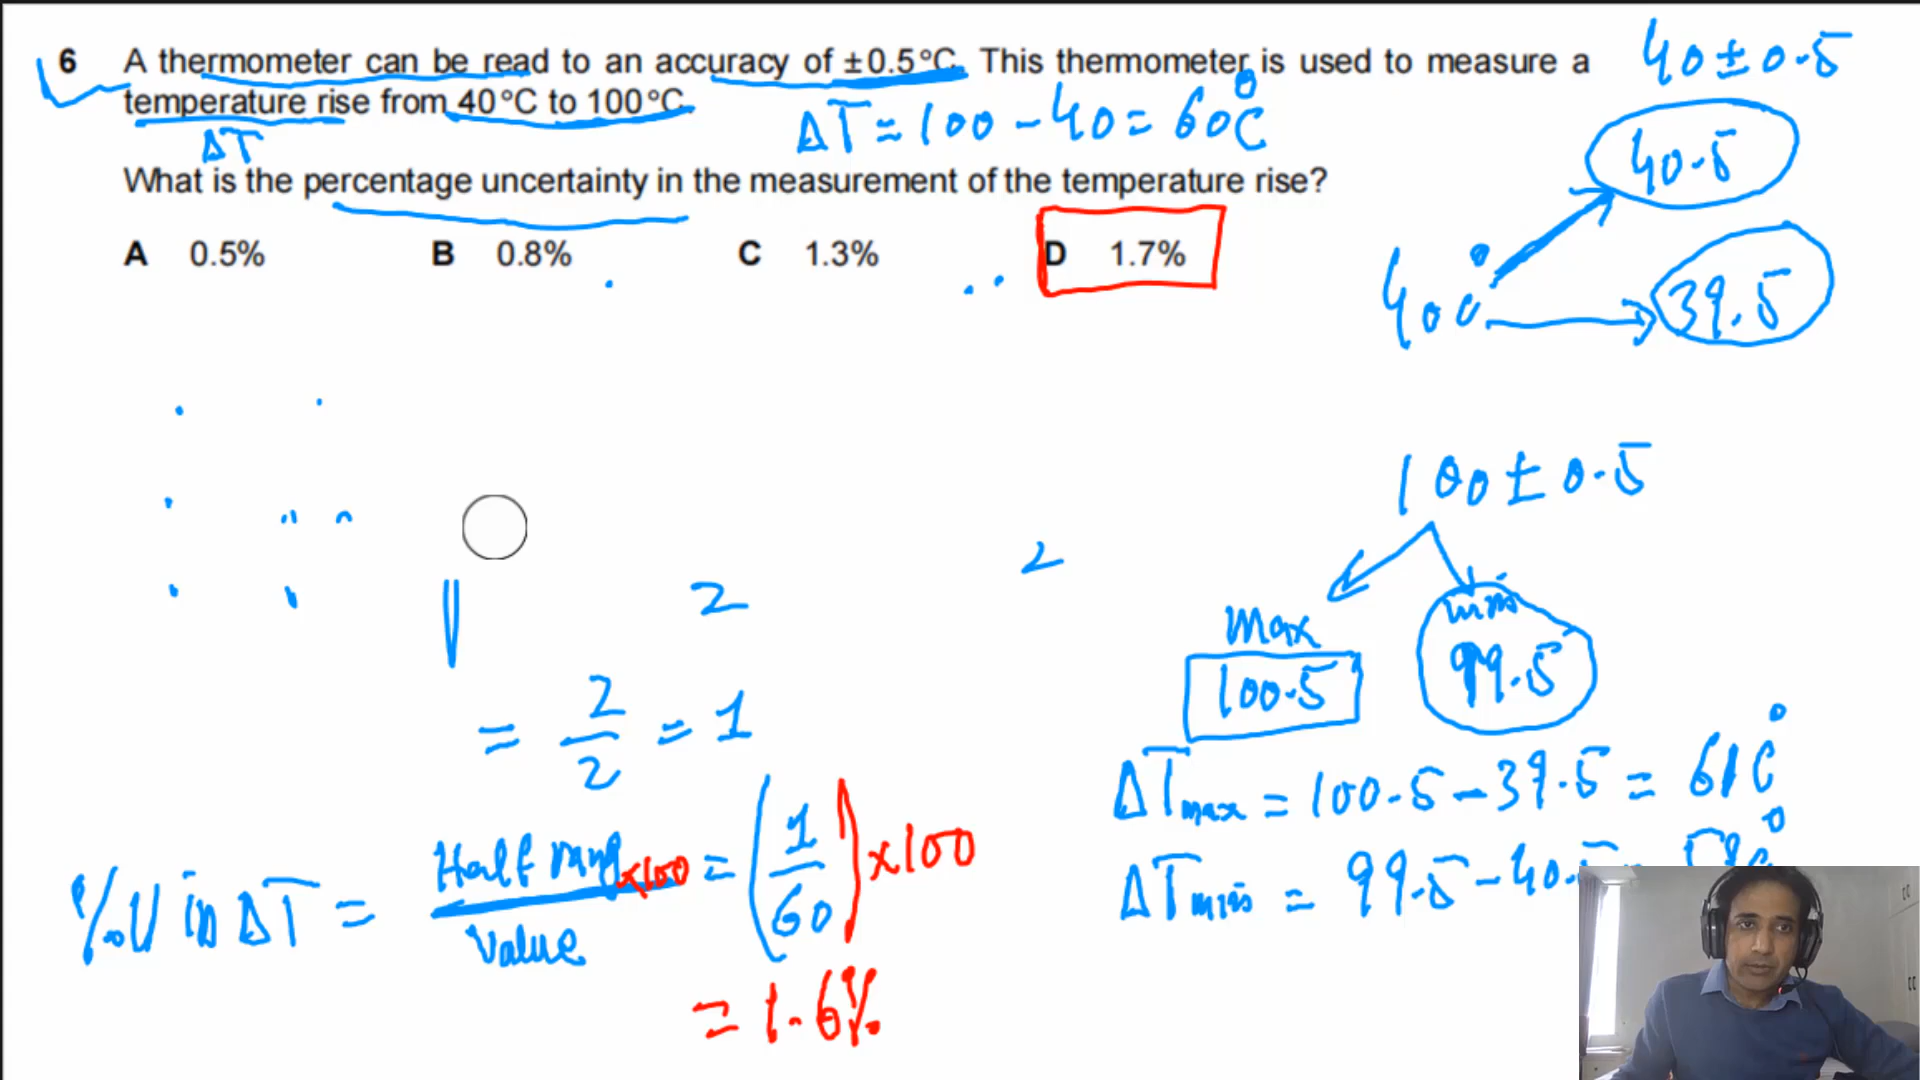 6 A thermometer can be read to an accuracy of ±0.5°C. This thermometer is used to measure a
temperature rise from 40°C to 100°C.
ΔT
ΔT = 100 - 40 = 60°C
What is the percentage uncertainty in the measurement of the temperature rise?
A 0.5% B 0.8% C 1.3% D 1.7%
40 ± 0.5
40.5
40°
39.5
100 ± 0.5
Max
100.5
min
99.5
2
2
= 2/2 = 1
ΔTmax = 100.5 - 39.5 = 61°C
ΔTmin = 99.5 - 40.
%U in ΔT = Half rang ×100 / Value = (1/60) ×100
= 1.6%